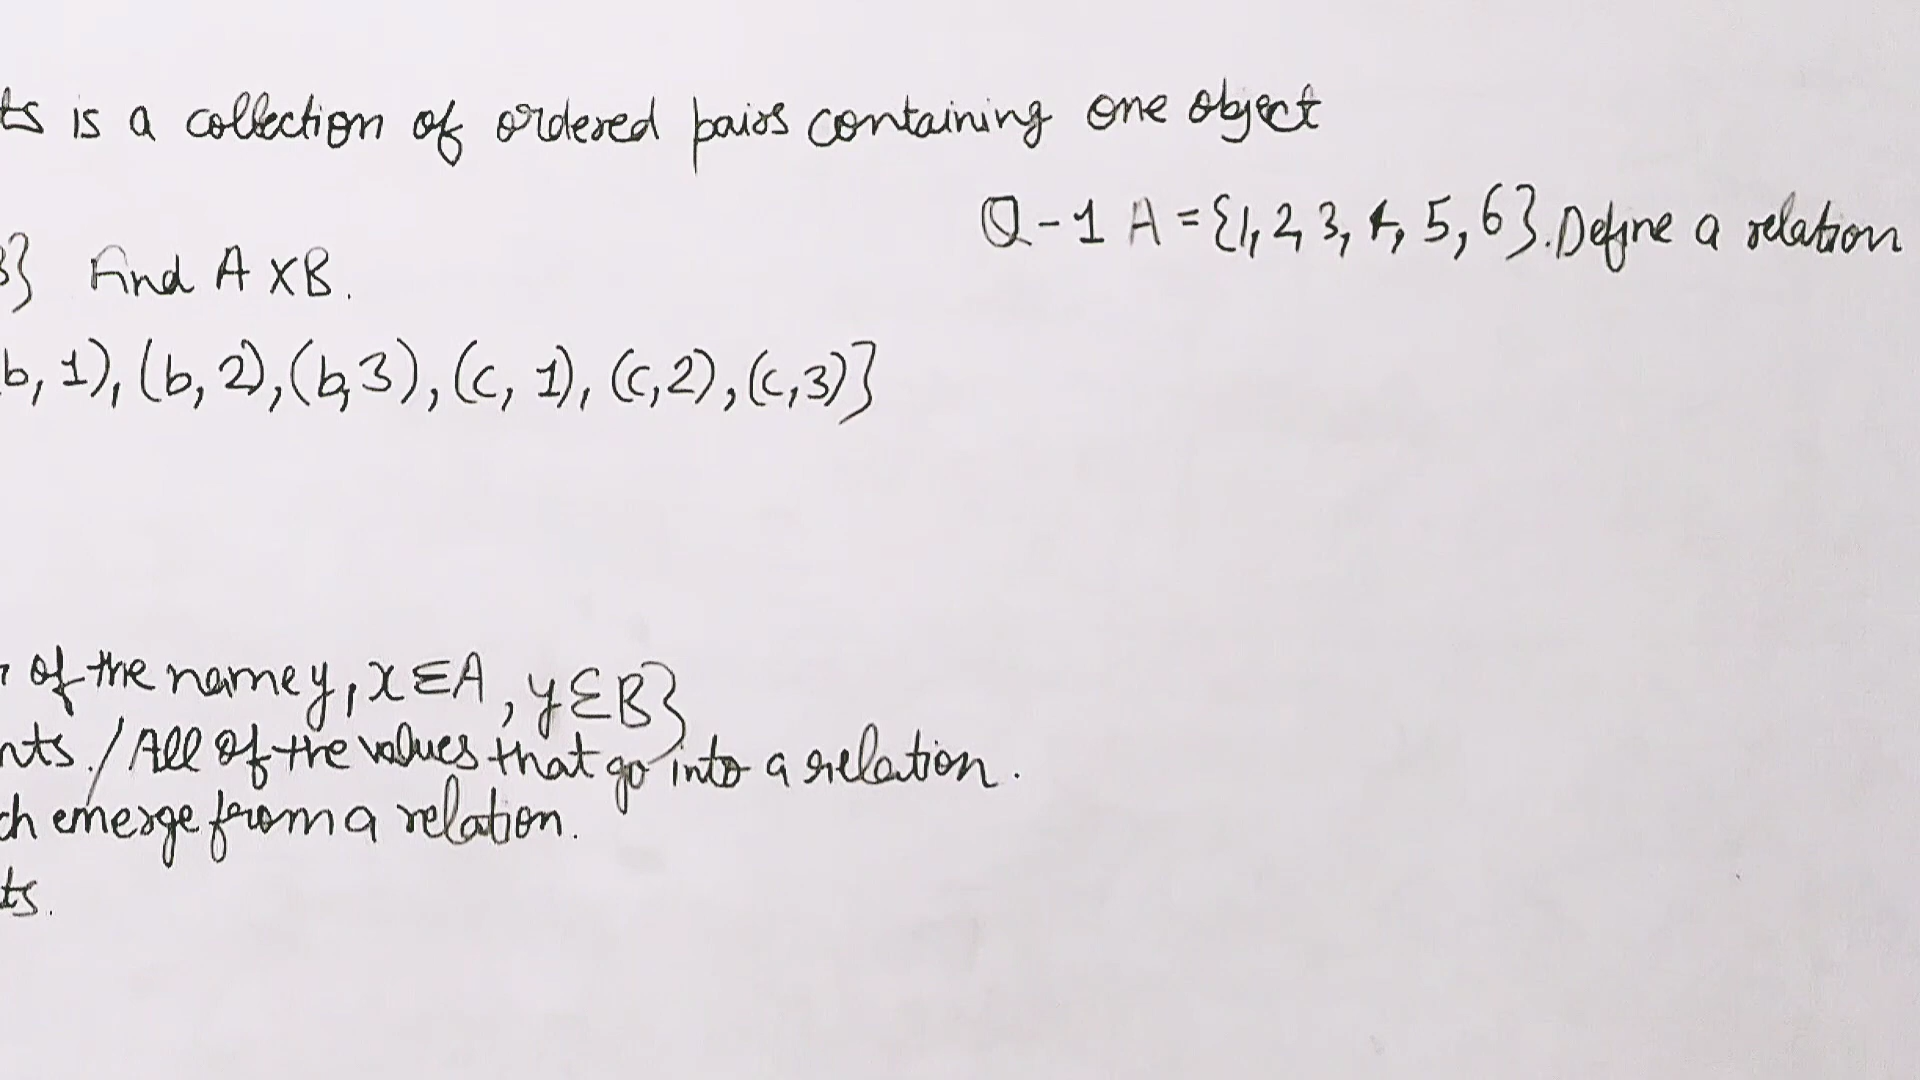 ts is a collection of ordered pairs containing one object
Q-1 A = {1, 2, 3, 4, 5, 6}. Define a relation
3} Find A X B.
b, 1), (b, 2), (b, 3), (c, 1), (c, 2), (c, 3)}
of the name y, x ∈ A, y ∈ B}
nts. / All of the values that go into a relation.
ch emerge from a relation.
ts.